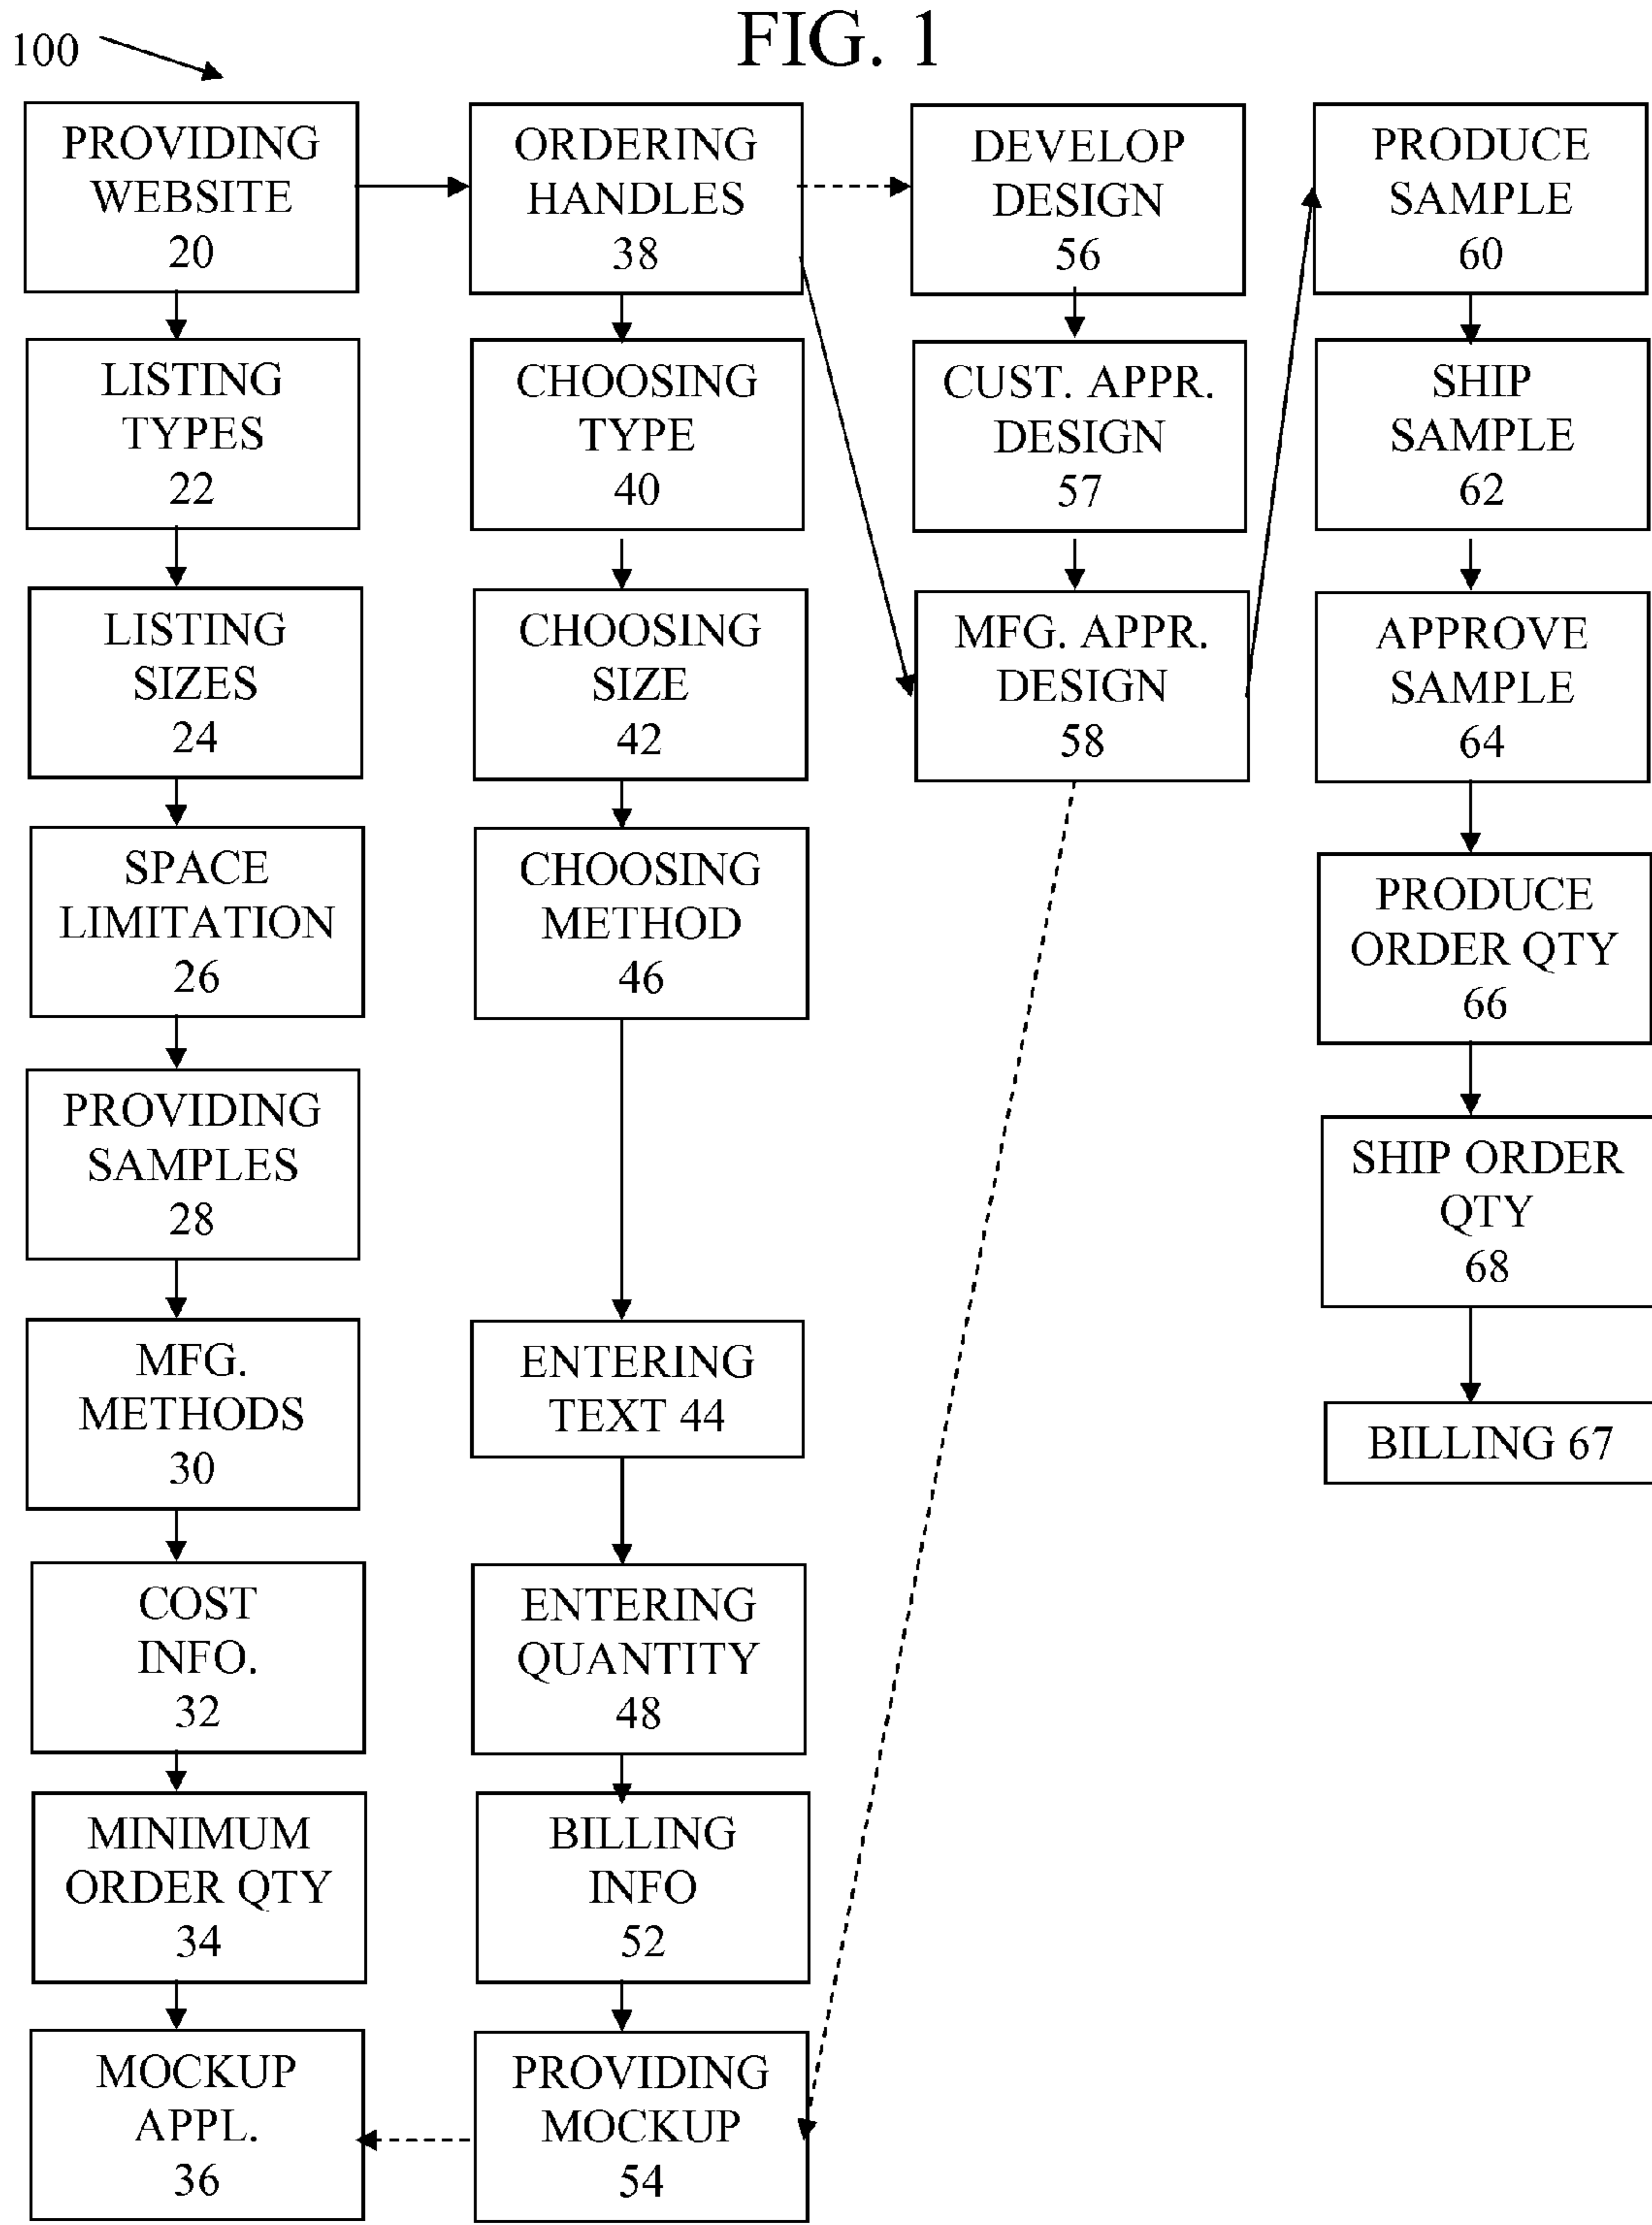 FIG. 1
100
PROVIDING
WEBSITE
20
LISTING
TYPES
22
LISTING
SIZES
24
SPACE
LIMITATION
26
PROVIDING
SAMPLES
28
MFG.
METHODS
30
COST
INFO.
32
MINIMUM
ORDER QTY
34
MOCKUP
APPL.
36
ORDERING
HANDLES
38
CHOOSING
TYPE
40
CHOOSING
SIZE
42
CHOOSING
METHOD
46
ENTERING
TEXT 44
ENTERING
QUANTITY
48
BILLING
INFO
52
PROVIDING
MOCKUP
54
DEVELOP
DESIGN
56
CUST. APPR.
DESIGN
57
MFG. APPR.
DESIGN
58
PRODUCE
SAMPLE
60
SHIP
SAMPLE
62
APPROVE
SAMPLE
64
PRODUCE
ORDER QTY
66
SHIP ORDER
QTY
68
BILLING 67